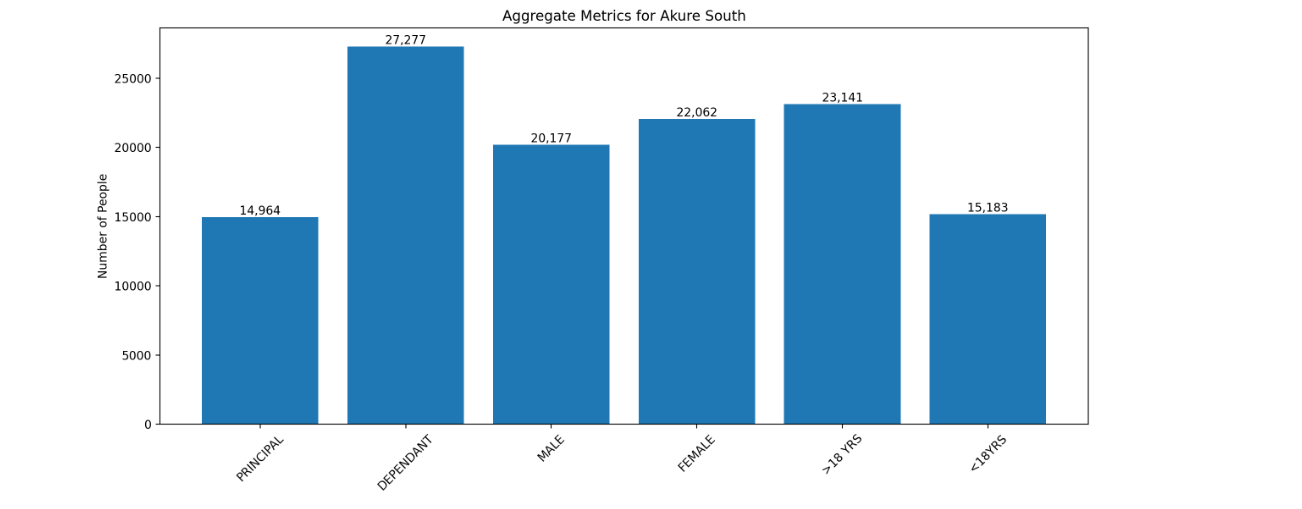 Aggregate Metrics for Akure South
Number of People
25000
20000
15000
10000
5000
0
14,964
27,277
20,177
22,062
23,141
15,183
PRINCIPAL
DEPENDANT
MALE
FEMALE
>18 YRS
<18YRS